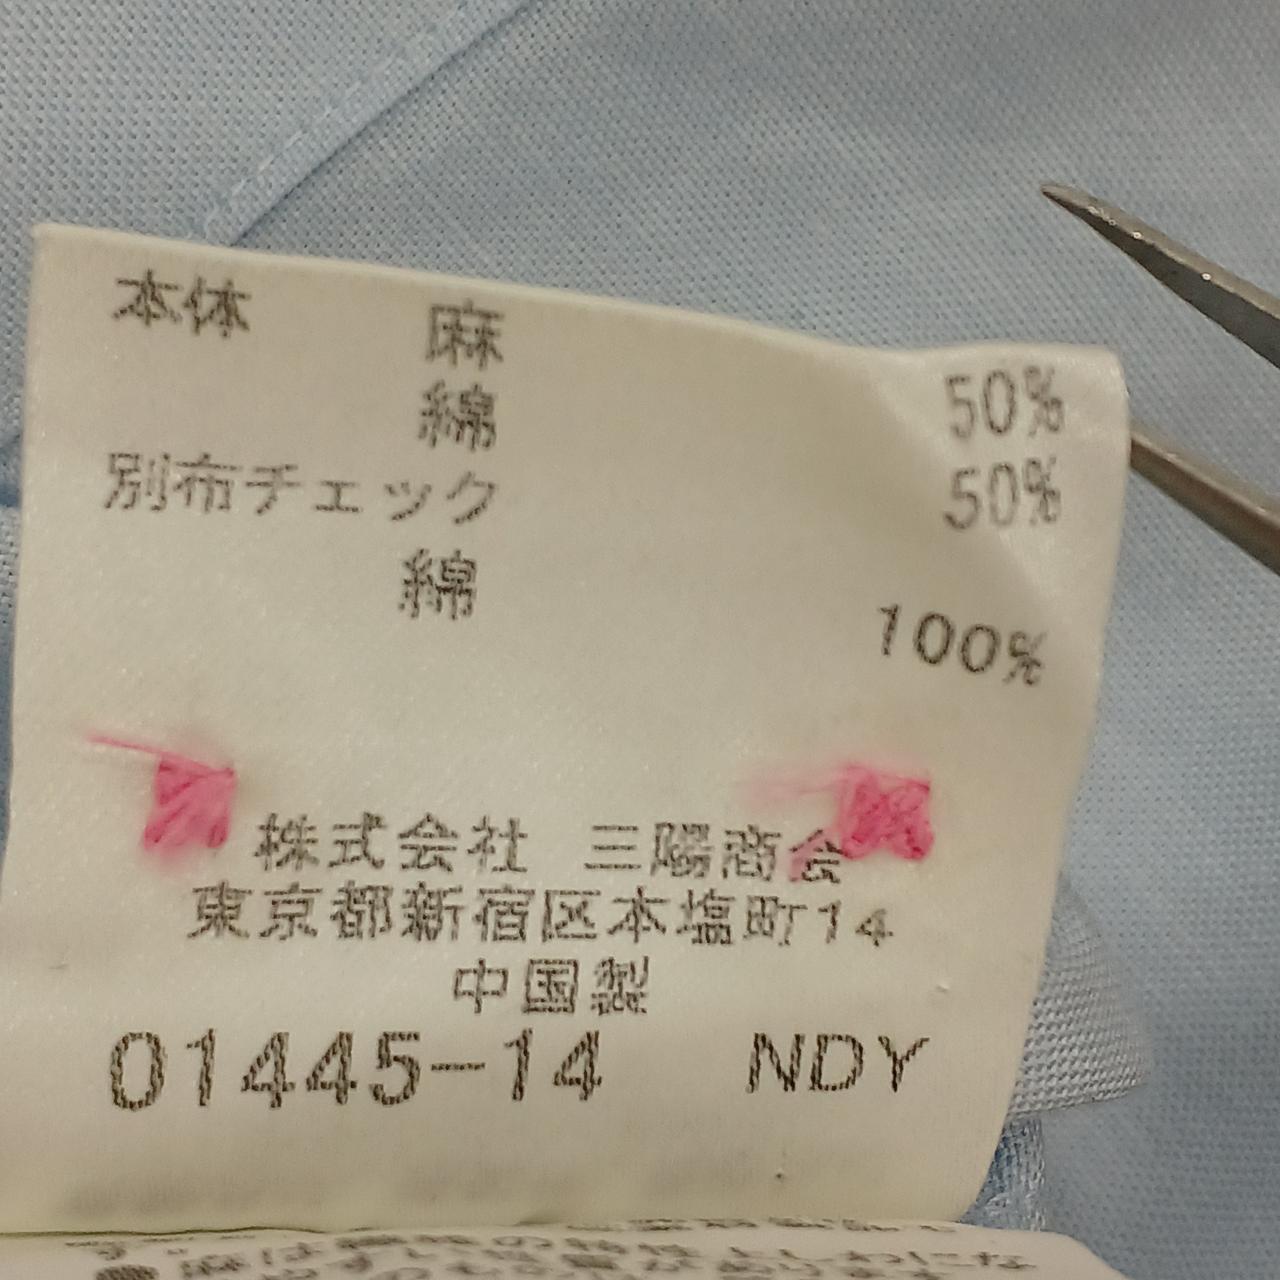 本体 麻 50%
綿 50%
別布チェック
綿 100%
株式会社 三陽商会
東京都新宿区本塩町14
中国製
01445-14 NDY